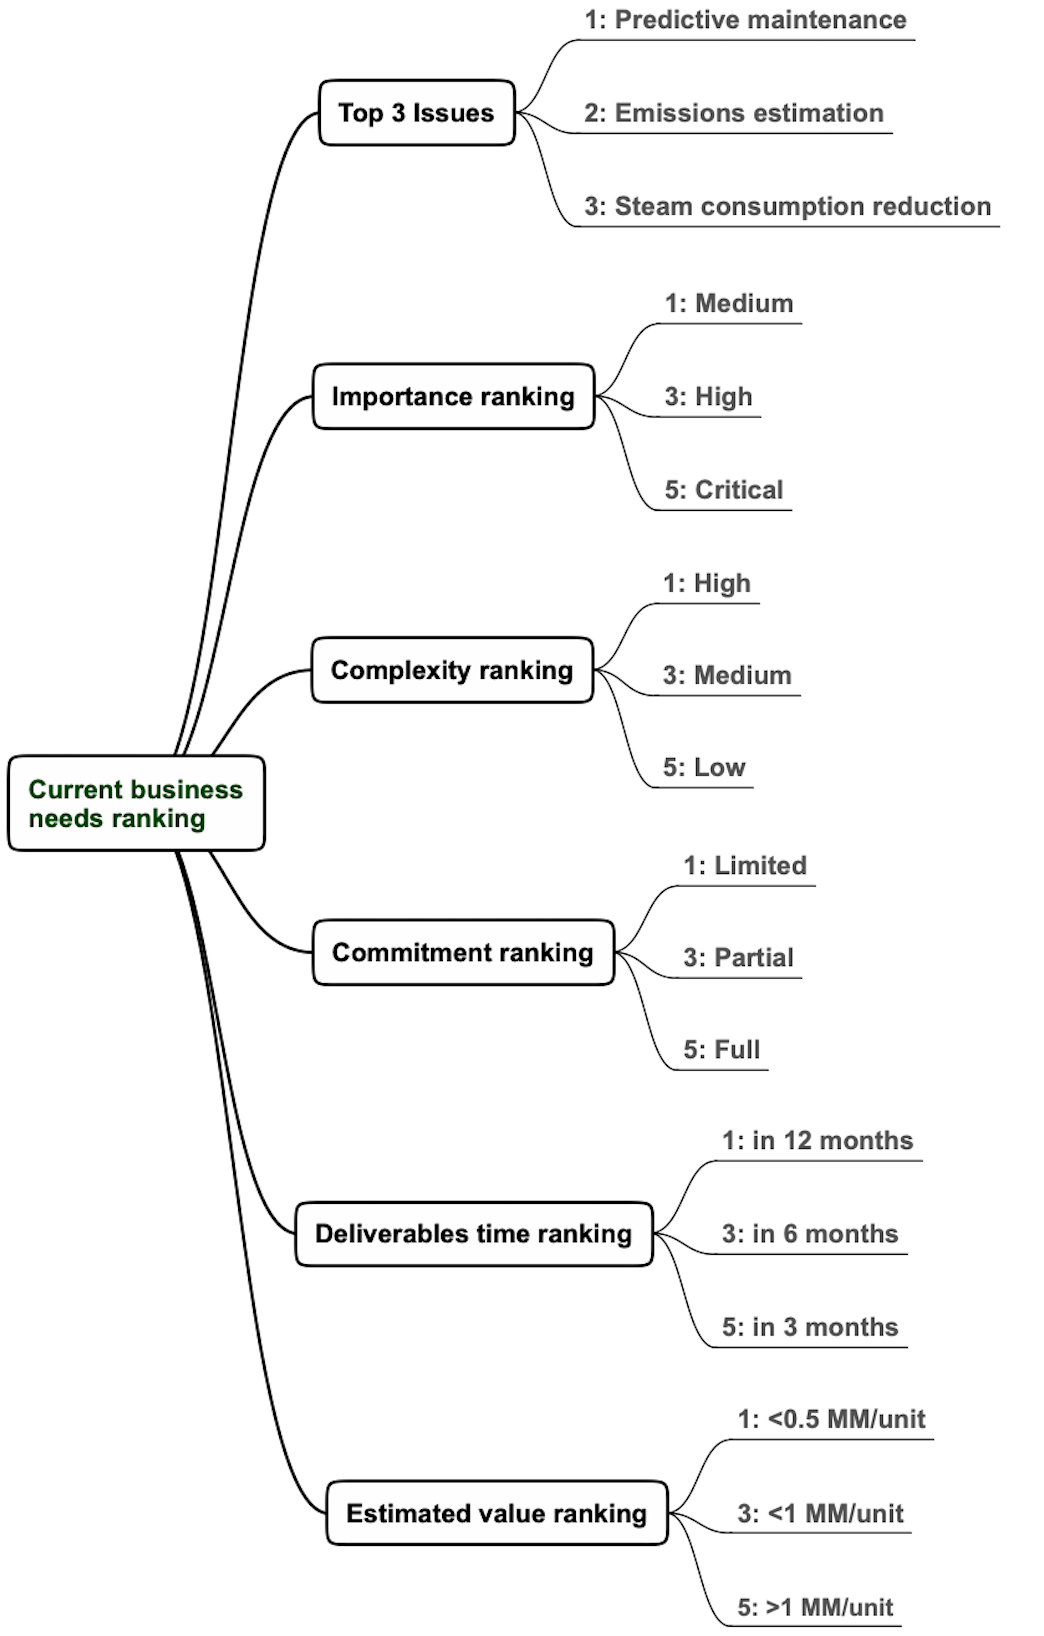 Current business
needs ranking
Top 3 Issues
1: Predictive maintenance
2: Emissions estimation
3: Steam consumption reduction
Importance ranking
1: Medium
3: High
5: Critical
Complexity ranking
1: High
3: Medium
5: Low
Commitment ranking
1: Limited
3: Partial
5: Full
Deliverables time ranking
1: in 12 months
3: in 6 months
5: in 3 months
Estimated value ranking
1: <0.5 MM/unit
3: <1 MM/unit
5: >1 MM/unit